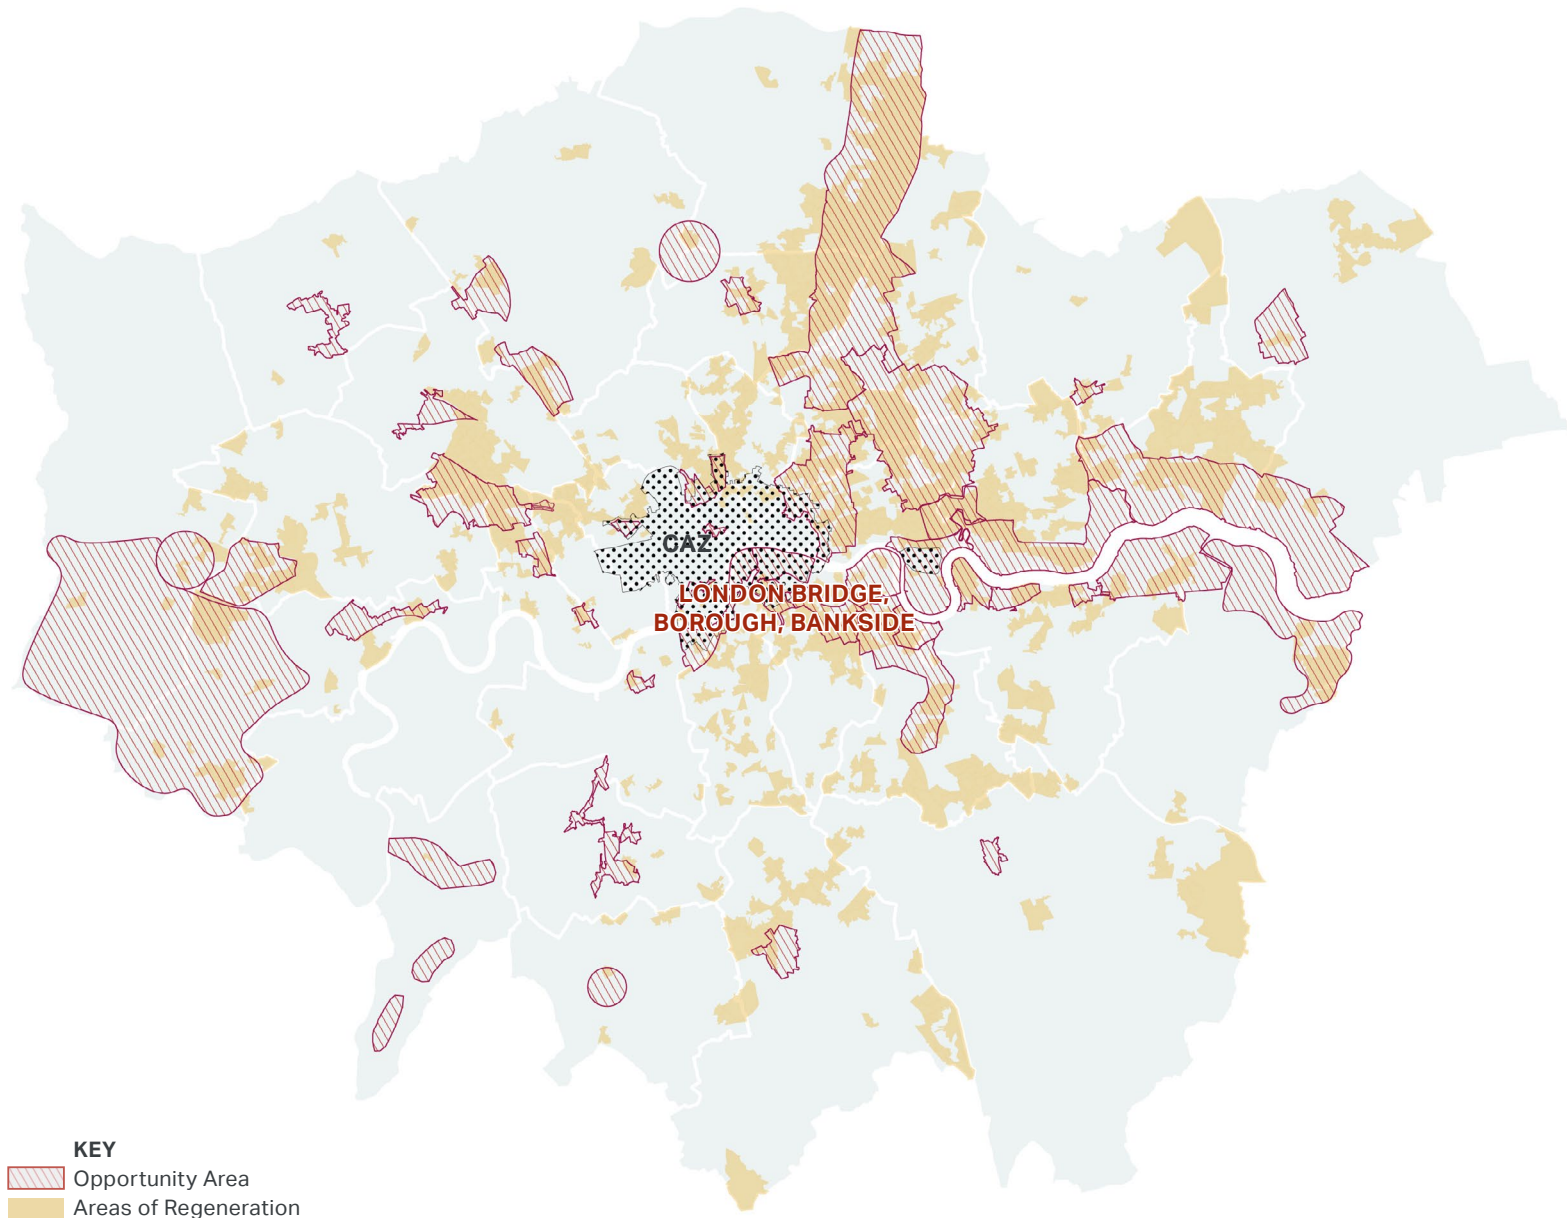 CAZ
LONDON BRIDGE,
BOROUGH, BANKSIDE
KEY
Opportunity Area
Areas of Regeneration